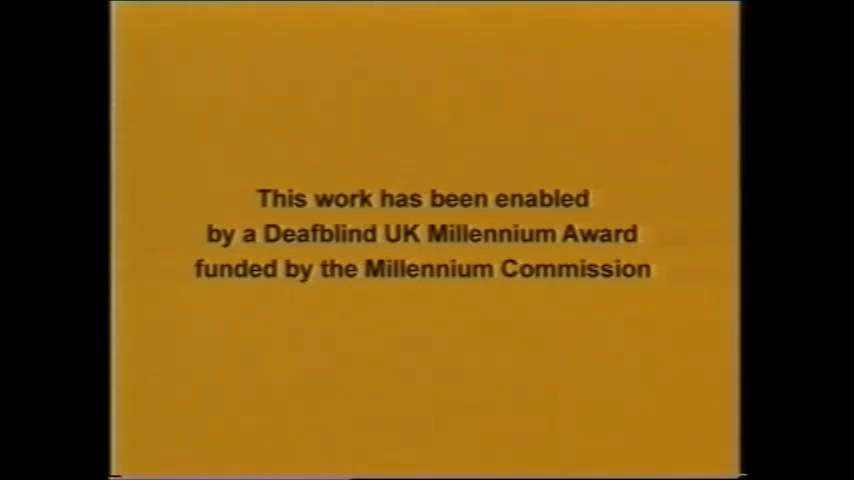 This work has been enabled
by a Deafblind UK Millennium Award
funded by the Millennium Commission